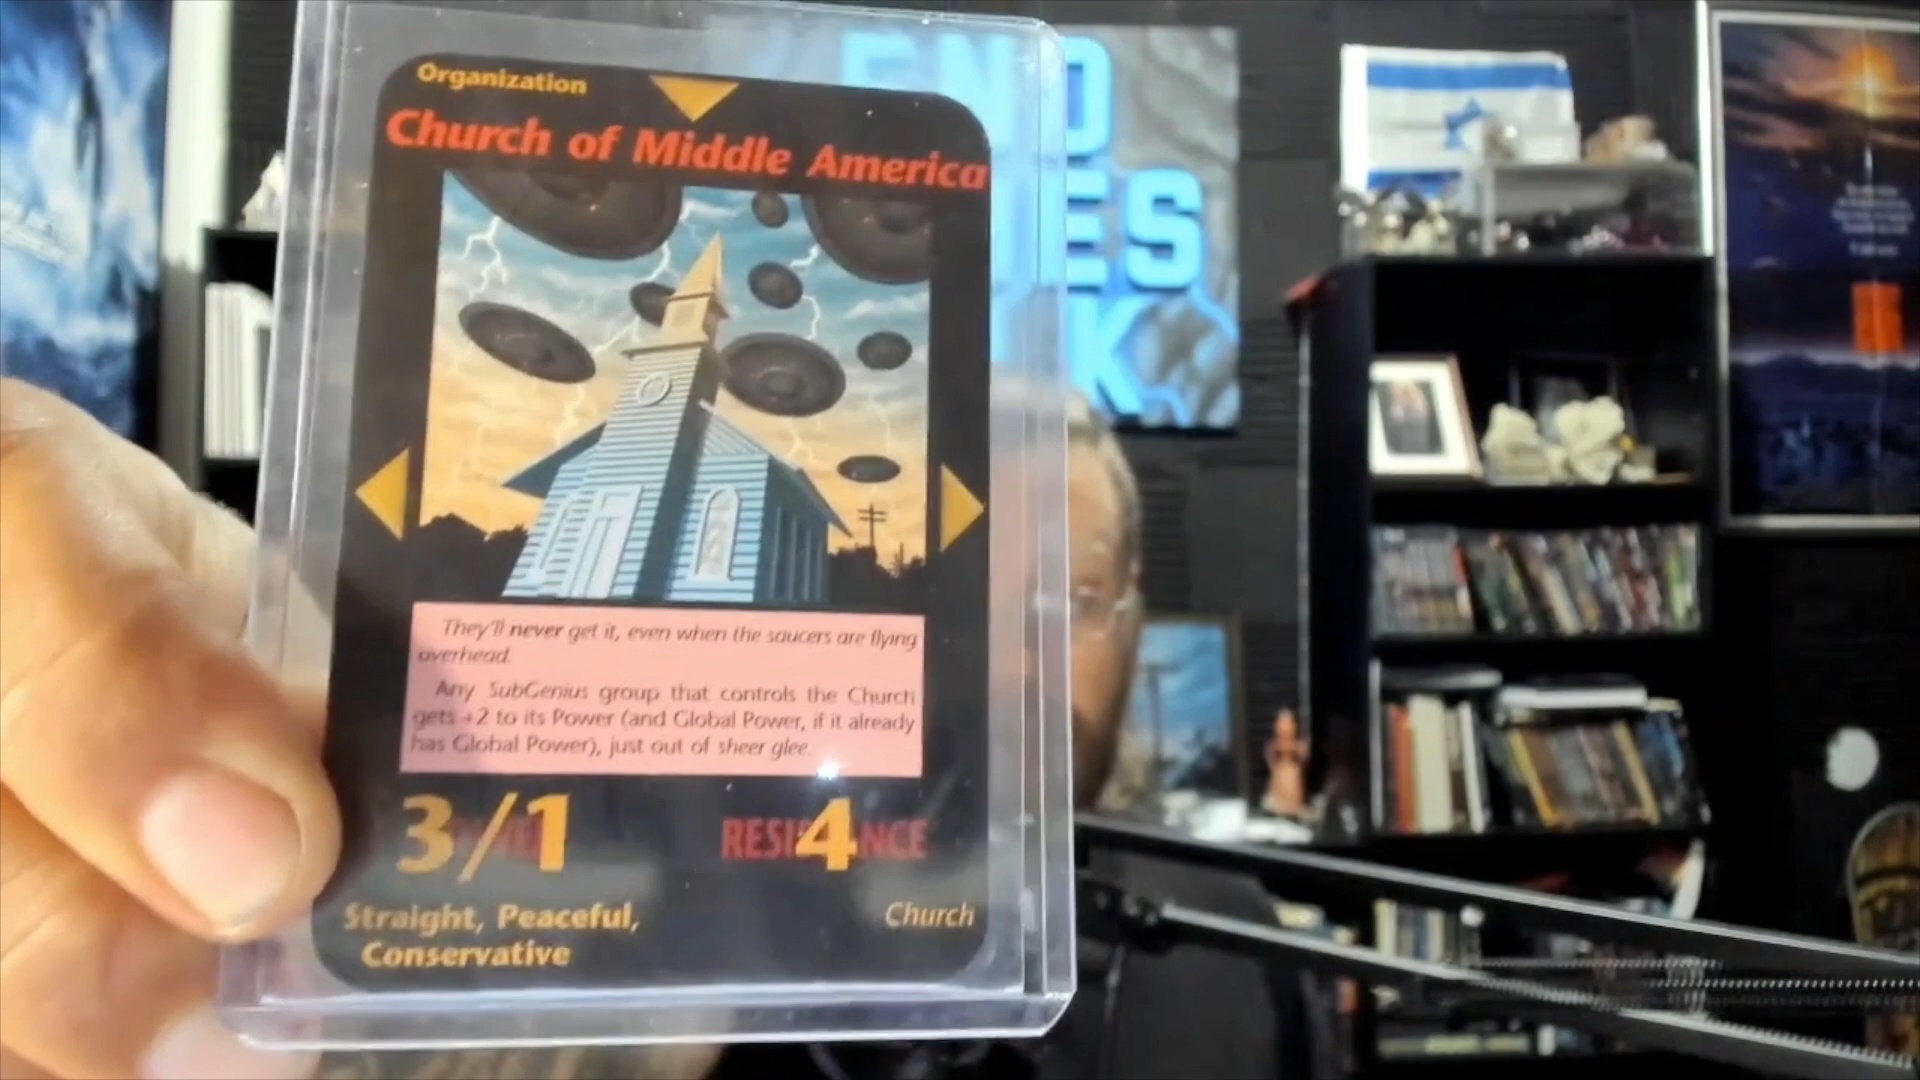 Organization
Church of Middle America
They'll never get it, even when the saucers are flying
overhead.
Any SubGenius group that controls the Church
gets +2 to its Power (and Global Power, if it already
has Global Power), just out of sheer glee.
3/1
RESI4NCE
Straight, Peaceful,
Conservative
Church
END
ES
K